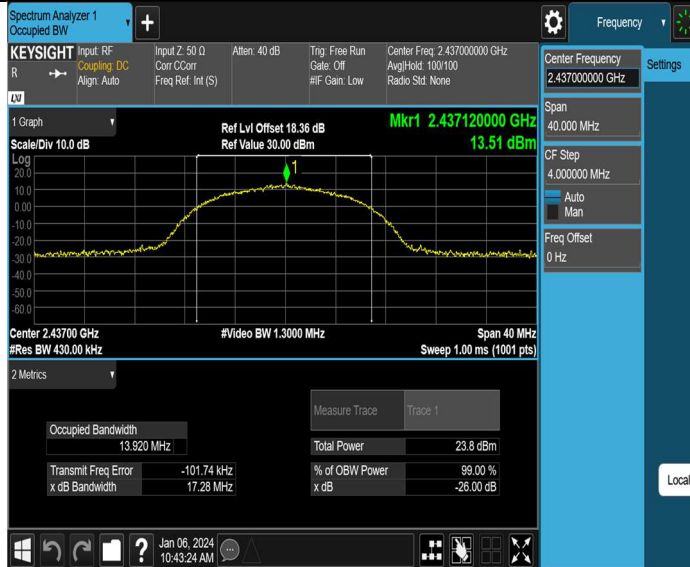 Spectrum Analyzer 1
Occupied BW
Frequency
KEYSIGHT
R
LXI
Input: RF
Coupling: DC
Align: Auto
Input Z: 50 Ω
Corr CCorr
Freq Ref: Int (S)
Atten: 40 dB
Trig: Free Run
Gate: Off
#IF Gain: Low
Center Freq: 2.437000000 GHz
Avg|Hold: 100/100
Radio Std: None
Center Frequency
2.437000000 GHz
Settings
Span
40.000 MHz
CF Step
4.000000 MHz
Auto
Man
Freq Offset
0 Hz
Local
1 Graph
Scale/Div 10.0 dB
Ref Lvl Offset 18.36 dB
Ref Value 30.00 dBm
Mkr1 2.437120000 GHz
13.51 dBm
Log
20.0
10.0
0.00
-10.0
-20.0
-30.0
-40.0
-50.0
-60.0
1
Center 2.43700 GHz
#Res BW 430.00 kHz
#Video BW 1.3000 MHz
Span 40 MHz
Sweep 1.00 ms (1001 pts)
2 Metrics
Measure Trace
Trace 1
Occupied Bandwidth
13.920 MHz
Total Power
23.8 dBm
Transmit Freq Error
-101.74 kHz
% of OBW Power
99.00 %
x dB Bandwidth
17.28 MHz
x dB
-26.00 dB
Jan 06, 2024
10:43:24 AM